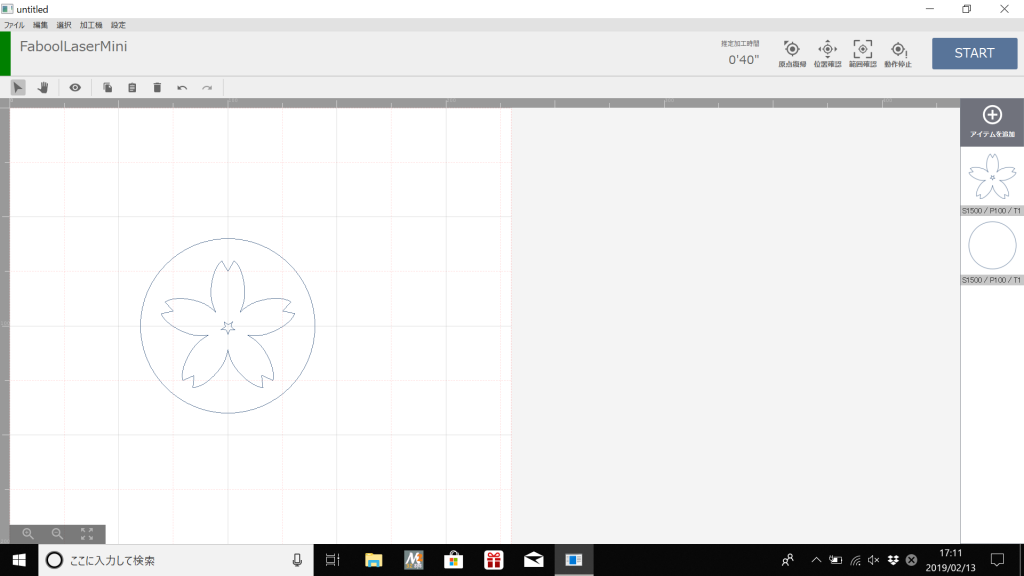 untitled
ファイル 編集 選択 加工機 設定
FaboolLaserMini
推定加工時間
0'40"
原点復帰 位置確認 範囲確認 動作停止
START
アイテムを追加
S1500 / P100 / T1
S1500 / P100 / T1
ここに入力して検索
17:11
2019/02/13